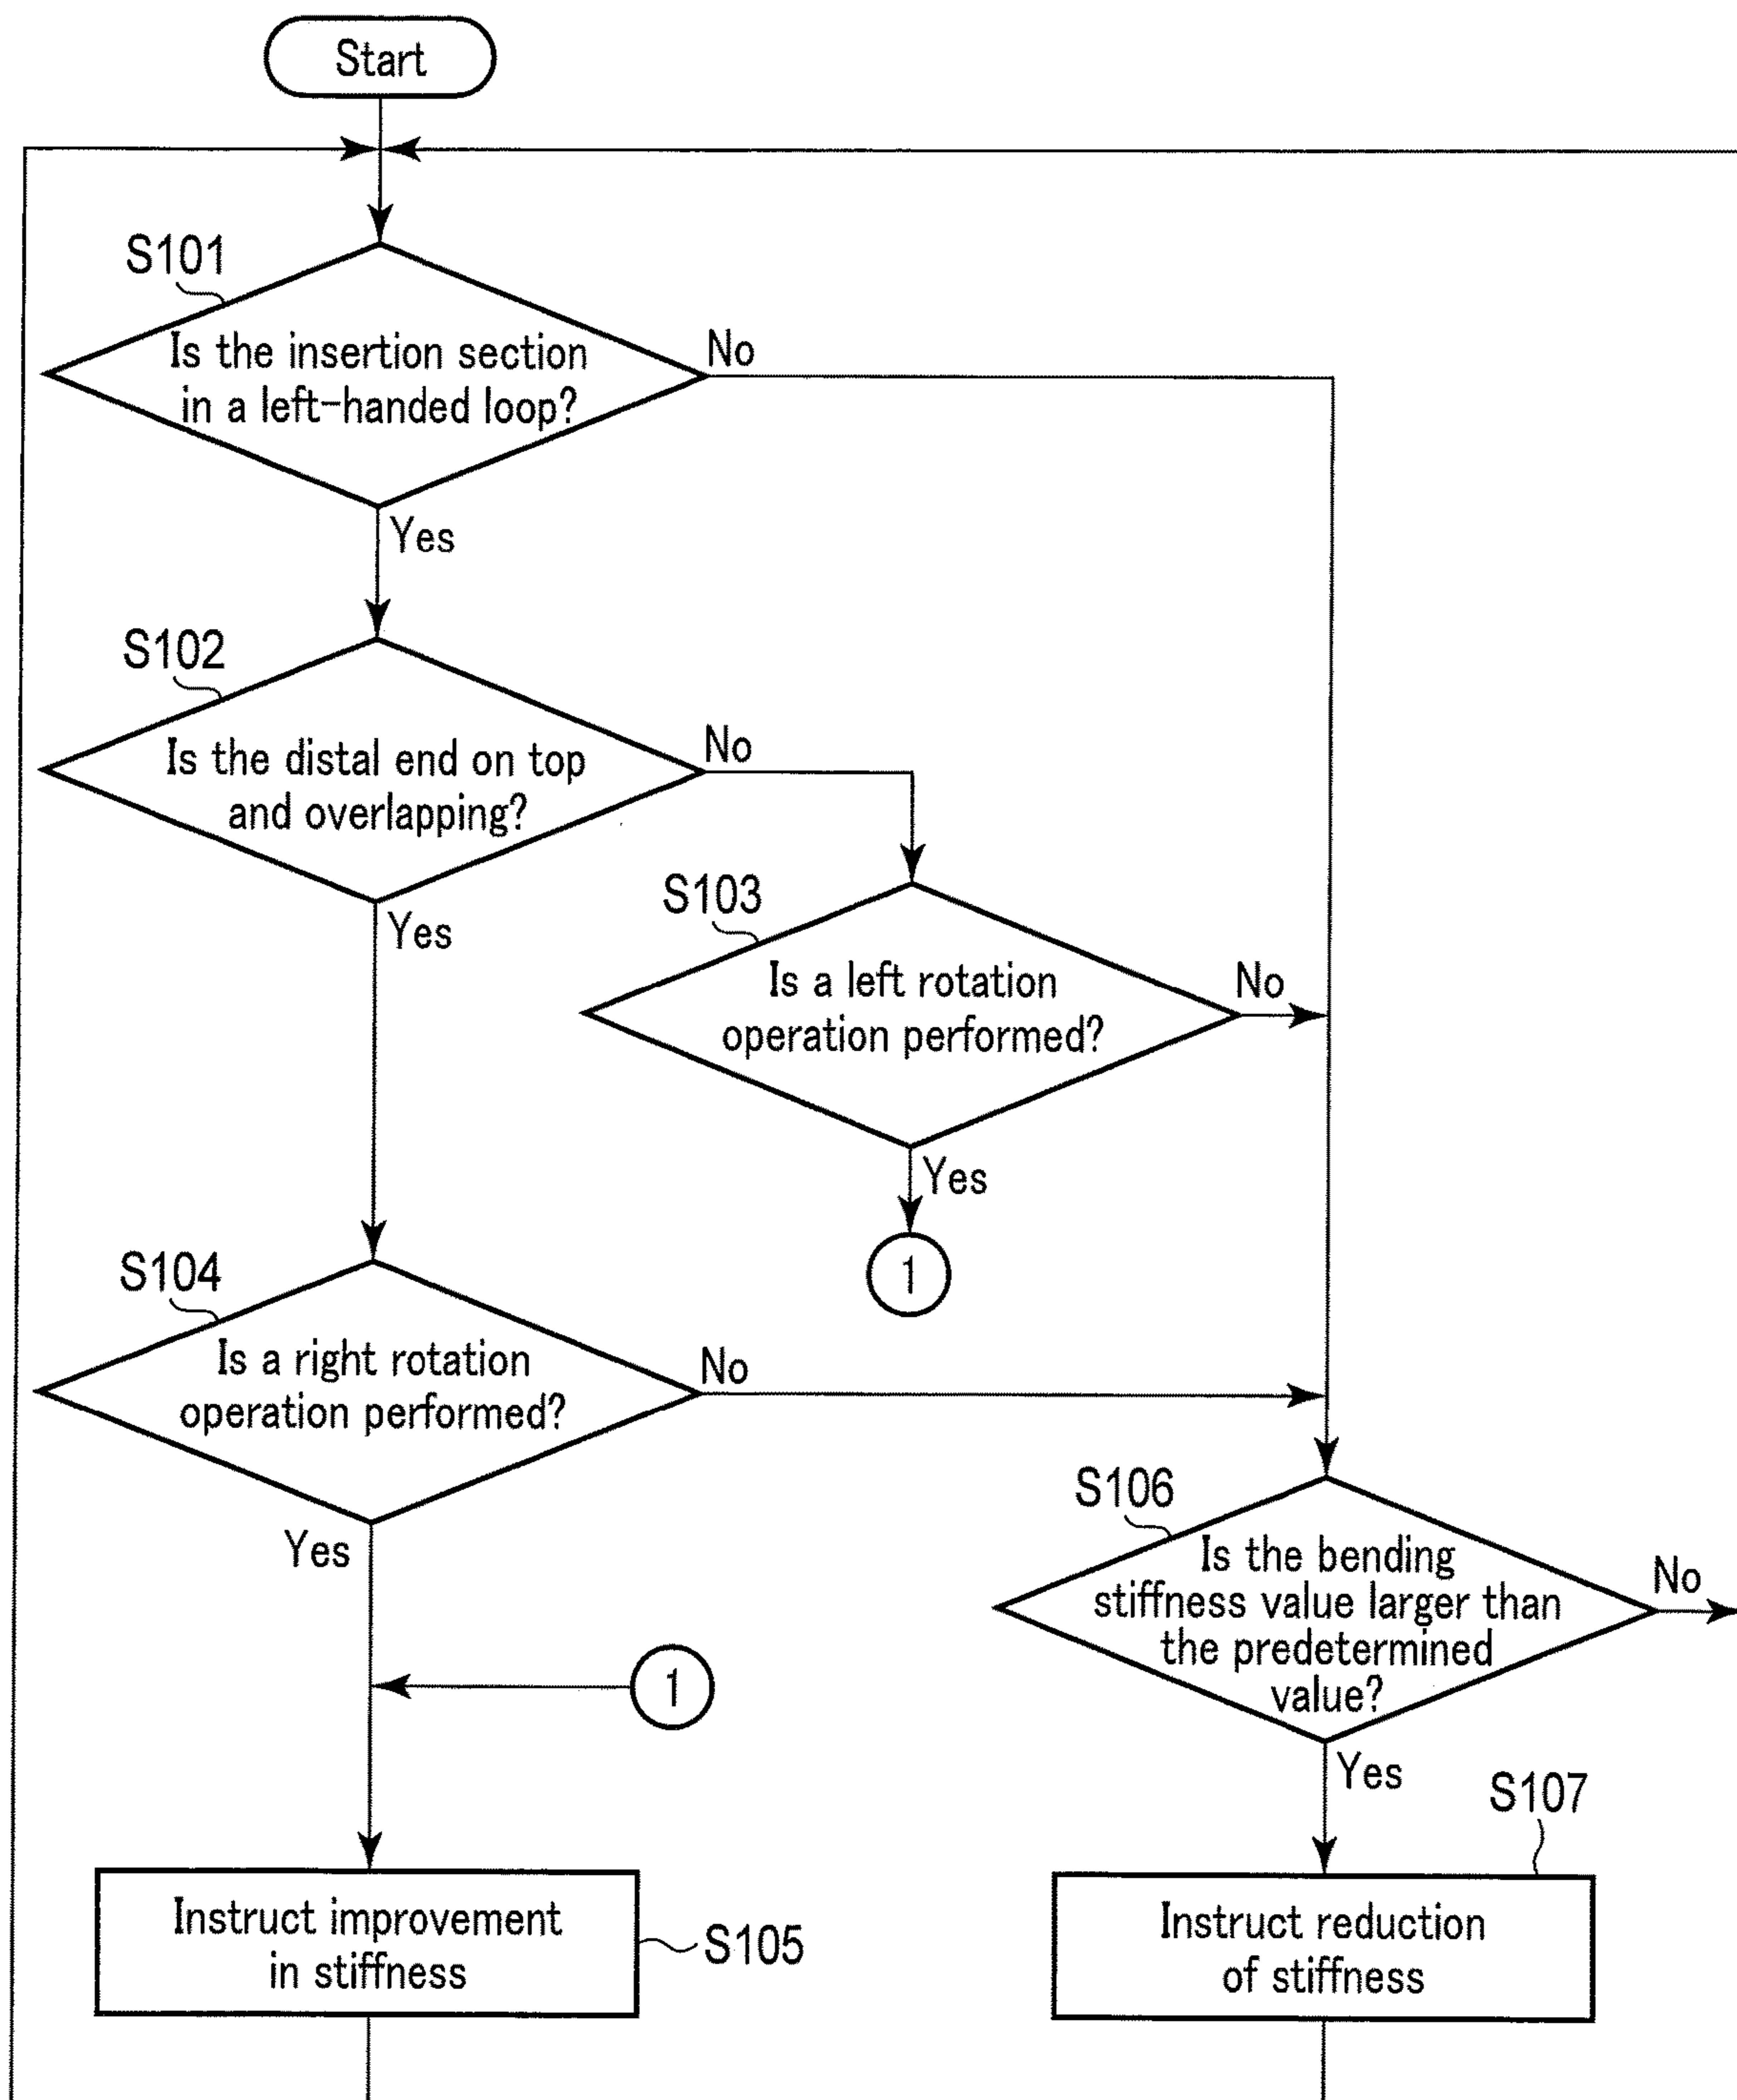 Start
S101
Is the insertion section
in a left-handed loop?
No
Yes
S102
Is the distal end on top
and overlapping?
No
Yes
S103
Is a left rotation
operation performed?
No
Yes
1
S104
Is a right rotation
operation performed?
No
Yes
S106
Is the bending
stiffness value larger than
the predetermined
value?
No
Yes
1
S107
Instruct improvement
in stiffness
S105
Instruct reduction
of stiffness